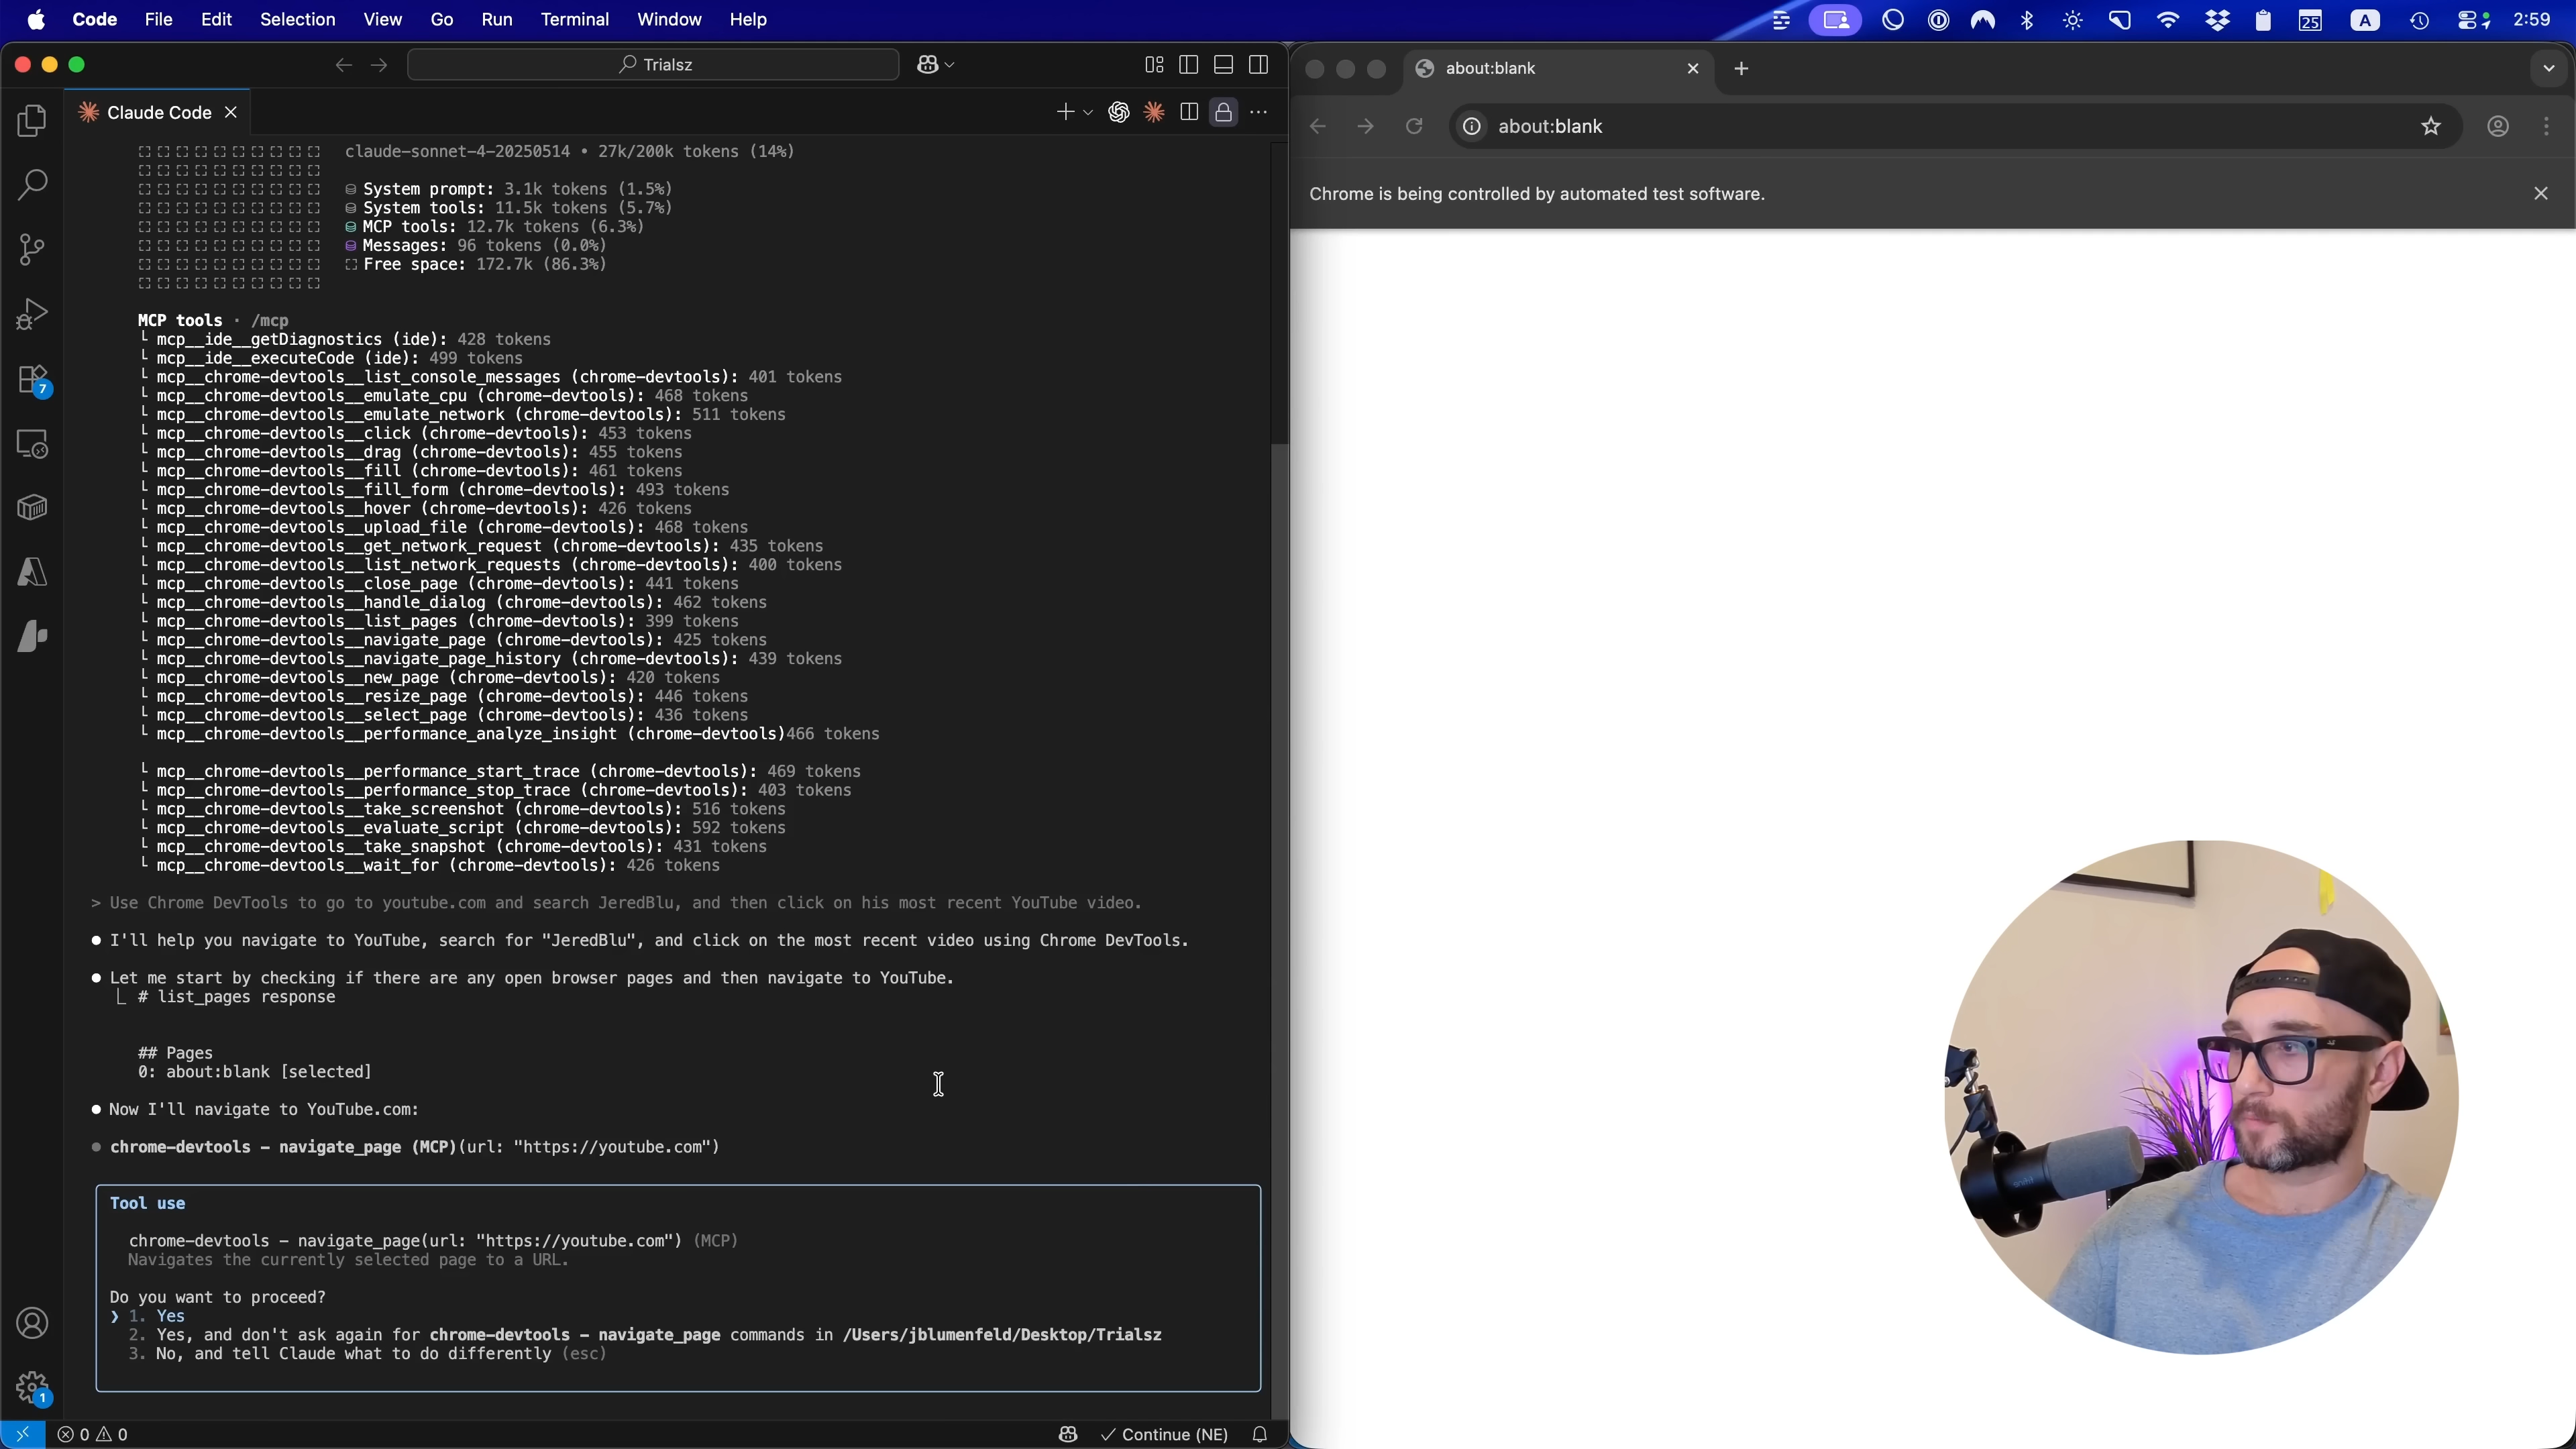 Code File Edit Selection View Go Run Terminal Window Help
25 A 2:59
Trialsz
Claude Code
claude-sonnet-4-20250514 • 27k/200k tokens (14%)
System prompt: 3.1k tokens (1.5%)
System tools: 11.5k tokens (5.7%)
MCP tools: 12.7k tokens (6.3%)
Messages: 96 tokens (0.0%)
Free space: 172.7k (86.3%)
MCP tools · /mcp
└ mcp__ide__getDiagnostics (ide): 428 tokens
└ mcp__ide__executeCode (ide): 499 tokens
└ mcp__chrome-devtools__list_console_messages (chrome-devtools): 401 tokens
└ mcp__chrome-devtools__emulate_cpu (chrome-devtools): 468 tokens
└ mcp__chrome-devtools__emulate_network (chrome-devtools): 511 tokens
└ mcp__chrome-devtools__click (chrome-devtools): 453 tokens
└ mcp__chrome-devtools__drag (chrome-devtools): 455 tokens
└ mcp__chrome-devtools__fill (chrome-devtools): 461 tokens
└ mcp__chrome-devtools__fill_form (chrome-devtools): 493 tokens
└ mcp__chrome-devtools__hover (chrome-devtools): 426 tokens
└ mcp__chrome-devtools__upload_file (chrome-devtools): 468 tokens
└ mcp__chrome-devtools__get_network_request (chrome-devtools): 435 tokens
└ mcp__chrome-devtools__list_network_requests (chrome-devtools): 400 tokens
└ mcp__chrome-devtools__close_page (chrome-devtools): 441 tokens
└ mcp__chrome-devtools__handle_dialog (chrome-devtools): 462 tokens
└ mcp__chrome-devtools__list_pages (chrome-devtools): 399 tokens
└ mcp__chrome-devtools__navigate_page (chrome-devtools): 425 tokens
└ mcp__chrome-devtools__navigate_page_history (chrome-devtools): 439 tokens
└ mcp__chrome-devtools__new_page (chrome-devtools): 420 tokens
└ mcp__chrome-devtools__resize_page (chrome-devtools): 446 tokens
└ mcp__chrome-devtools__select_page (chrome-devtools): 436 tokens
└ mcp__chrome-devtools__performance_analyze_insight (chrome-devtools)466 tokens
└ mcp__chrome-devtools__performance_start_trace (chrome-devtools): 469 tokens
└ mcp__chrome-devtools__performance_stop_trace (chrome-devtools): 403 tokens
└ mcp__chrome-devtools__take_screenshot (chrome-devtools): 516 tokens
└ mcp__chrome-devtools__evaluate_script (chrome-devtools): 592 tokens
└ mcp__chrome-devtools__take_snapshot (chrome-devtools): 431 tokens
└ mcp__chrome-devtools__wait_for (chrome-devtools): 426 tokens
> Use Chrome DevTools to go to youtube.com and search JeredBlu, and then click on his most recent YouTube video.
● I'll help you navigate to YouTube, search for "JeredBlu", and click on the most recent video using Chrome DevTools.
● Let me start by checking if there are any open browser pages and then navigate to YouTube.
⎿ # list_pages response
## Pages
0: about:blank [selected]
● Now I'll navigate to YouTube.com:
● chrome-devtools - navigate_page (MCP)(url: "https://youtube.com")
Tool use
chrome-devtools - navigate_page(url: "https://youtube.com") (MCP)
Navigates the currently selected page to a URL.
Do you want to proceed?
❯ 1. Yes
2. Yes, and don't ask again for chrome-devtools - navigate_page commands in /Users/jblumenfeld/Desktop/Trialsz
3. No, and tell Claude what to do differently (esc)
7
1
0 0
Continue (NE)
about:blank
about:blank
Chrome is being controlled by automated test software.